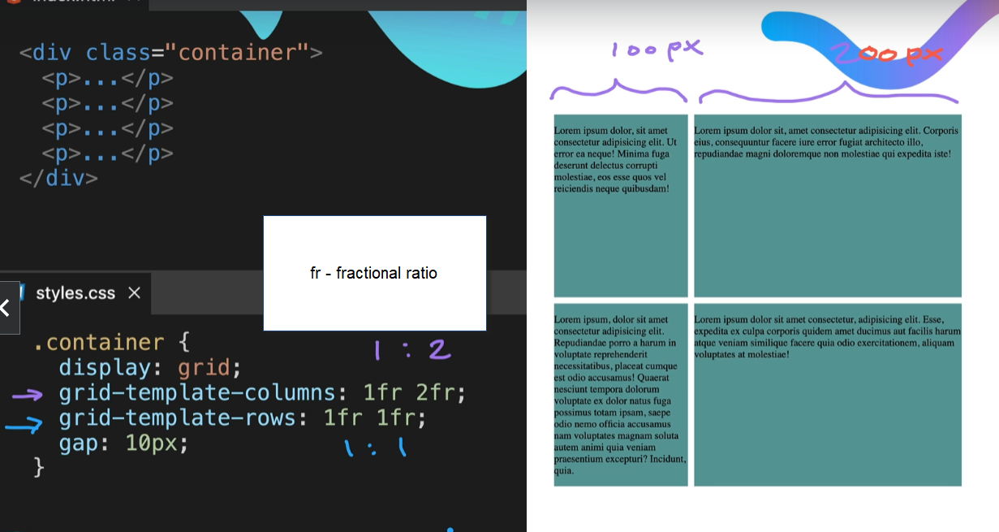 <div class="container">
<p>...</p>
<p>...</p>
<p>...</p>
<p>...</p>
</div>
fr - fractional ratio
styles.css
.container {
display: grid;
grid-template-columns: 1fr 2fr;
grid-template-rows: 1fr 1fr;
gap: 10px;
}
1 : 2
1 : 1
100px
200px
Lorem ipsum dolor, sit amet
consectetur adipisicing elit. Ut
error ea neque! Minima fuga
deserunt delectus corrupti
molestiae, eos esse quos vel
reiciendis neque quibusdam!
Lorem ipsum dolor sit, amet consectetur adipisicing elit. Corporis
eius, consequuntur facere iure error fugiat architecto illo,
repudiandae magni doloremque non molestiae qui expedita iste!
Lorem ipsum, dolor sit amet
consectetur adipisicing elit.
Repudiandae porro a harum in
voluptate reprehenderit
necessitatibus, placeat cumque
est odio accusamus! Quaerat
nesciunt tempora dolorum
voluptate ex dolor natus fuga
possimus totam ipsam, saepe
odio nemo officia accusamus
nam voluptates magnam soluta
autem animi quia veniam
praesentium excepturi? Incidunt,
quia.
Lorem ipsum dolor sit amet consectetur, adipisicing elit. Esse,
expedita ex culpa corporis quidem amet ducimus aut facilis harum
atque veniam similique facere quia odio exercitationem, aliquam
voluptates at molestiae!